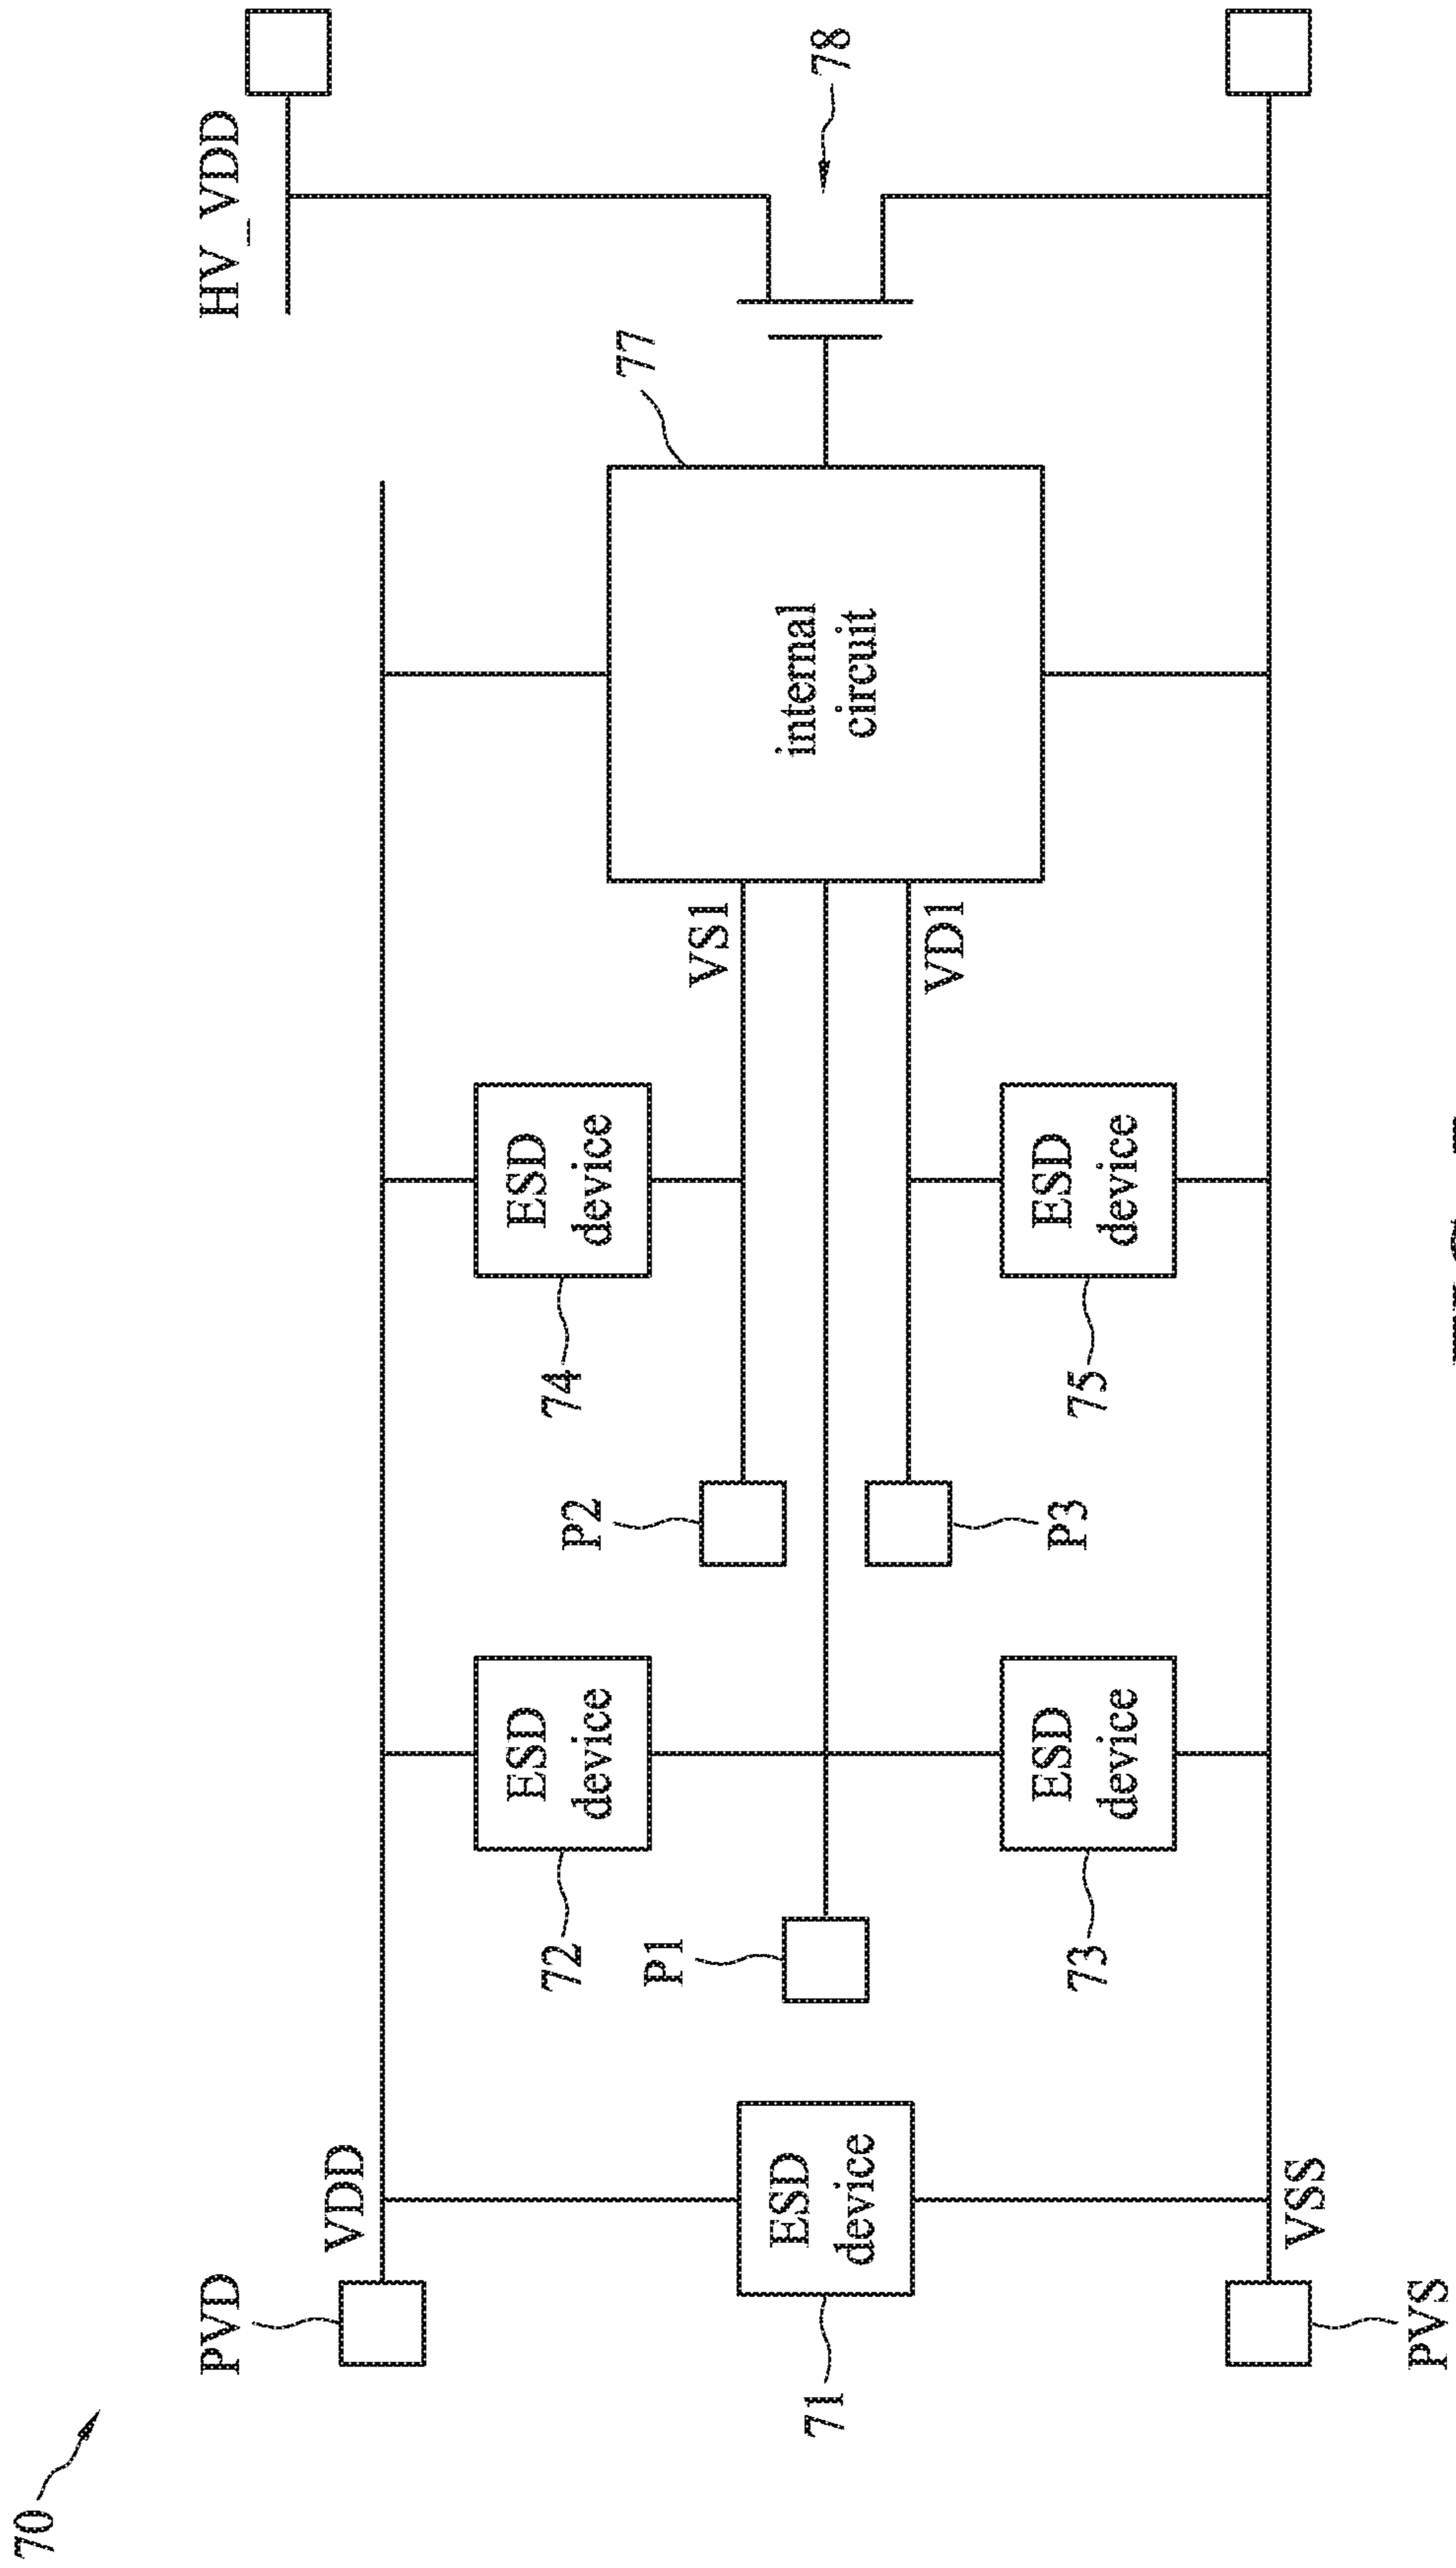 70
PVD
VDD
HV_VDD
71
ESD
device
72
ESD
device
P1
73
ESD
device
P2
74
ESD
device
VS1
P3
75
ESD
device
VD1
77
internal
circuit
78
VSS
PVS